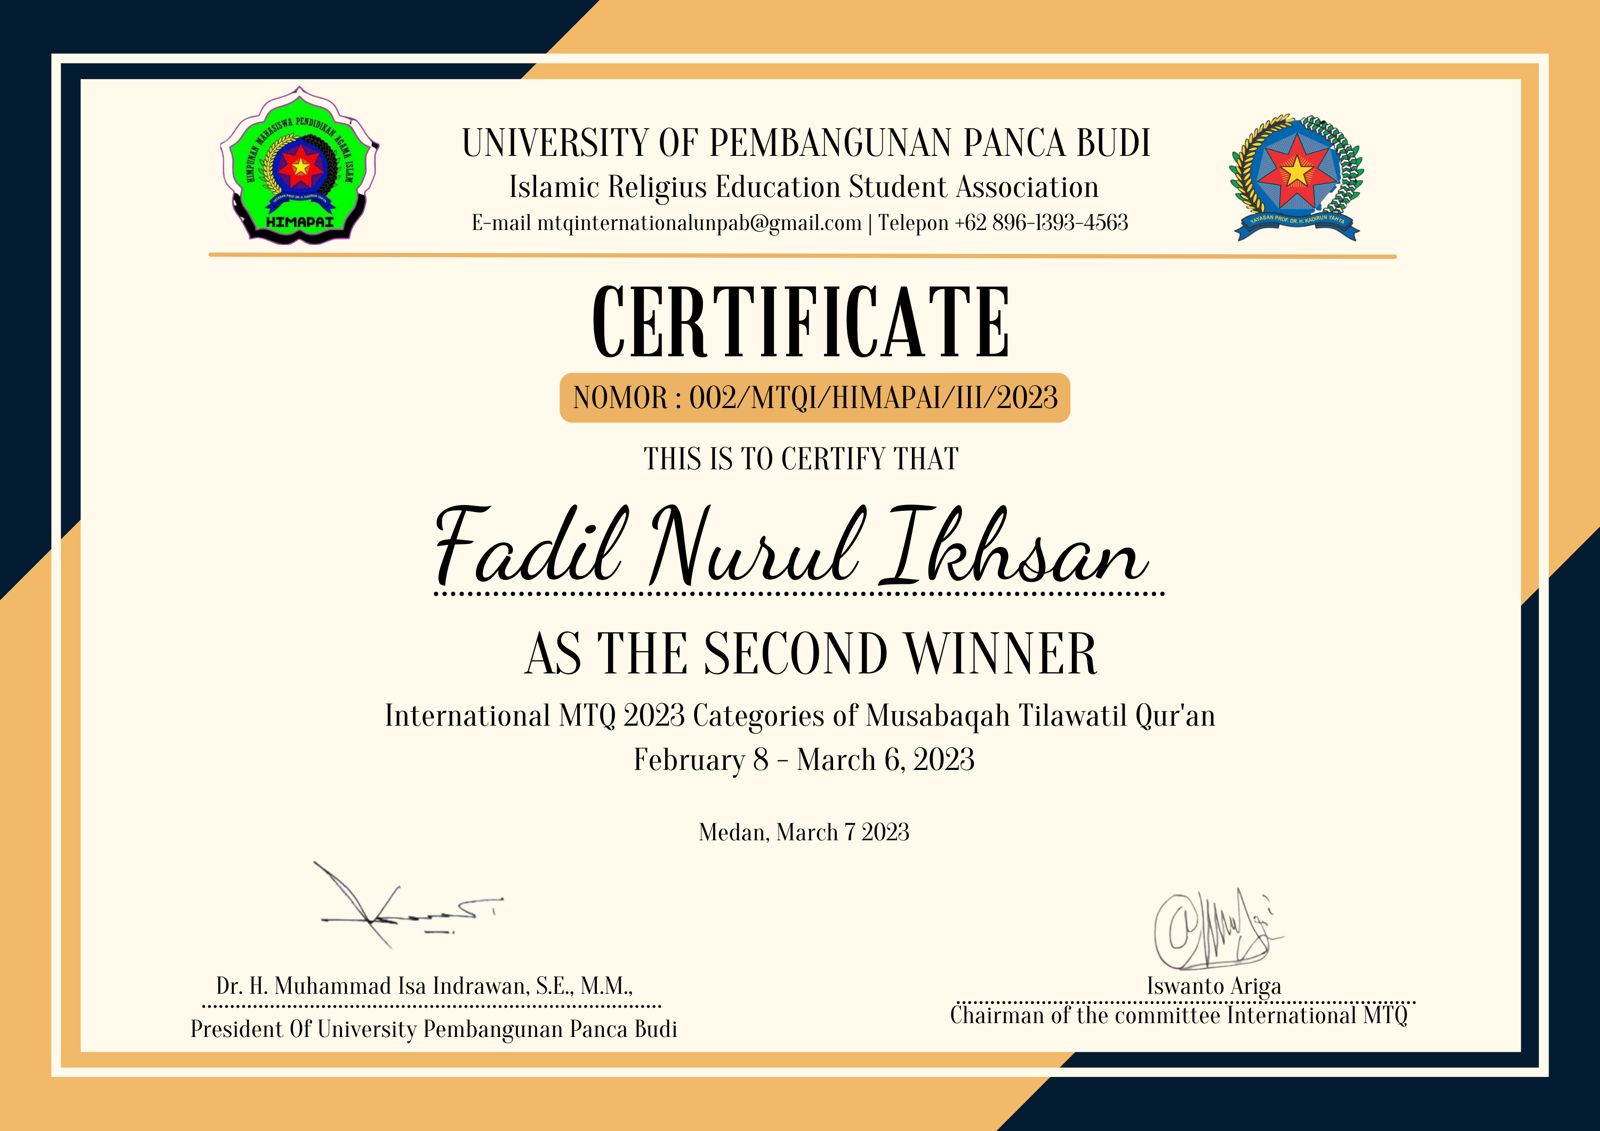 HIMPUNAN MAHASISWA PENDIDIKAN AGAMA ISLAM
HIMAPAI
UNIVERSITY OF PEMBANGUNAN PANCA BUDI
Islamic Religius Education Student Association
E-mail mtqinternationalunpab@gmail.com | Telepon +62 896-1393-4563
YAYASAN PROF. DR. H. KADIRUN YAHYA
CERTIFICATE
NOMOR : 002/MTQI/HIMAPAI/III/2023
THIS IS TO CERTIFY THAT
Fadil Nurul Ikhsan
AS THE SECOND WINNER
International MTQ 2023 Categories of Musabaqah Tilawatil Qur'an
February 8 - March 6, 2023
Medan, March 7 2023
Dr. H. Muhammad Isa Indrawan, S.E., M.M.,
President Of University Pembangunan Panca Budi
Iswanto Ariga
Chairman of the committee International MTQ